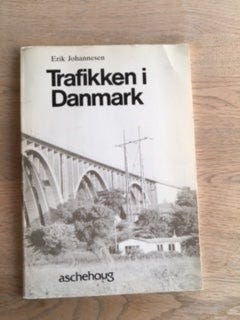 Erik Johannesen
Trafikken i
Danmark
aschehoug